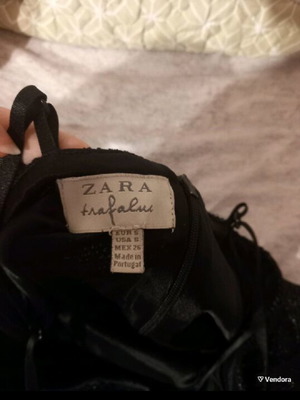 ZARA
trafaluc
EUR S
USA S
MEX 26
Made in
Portugal
Vendora